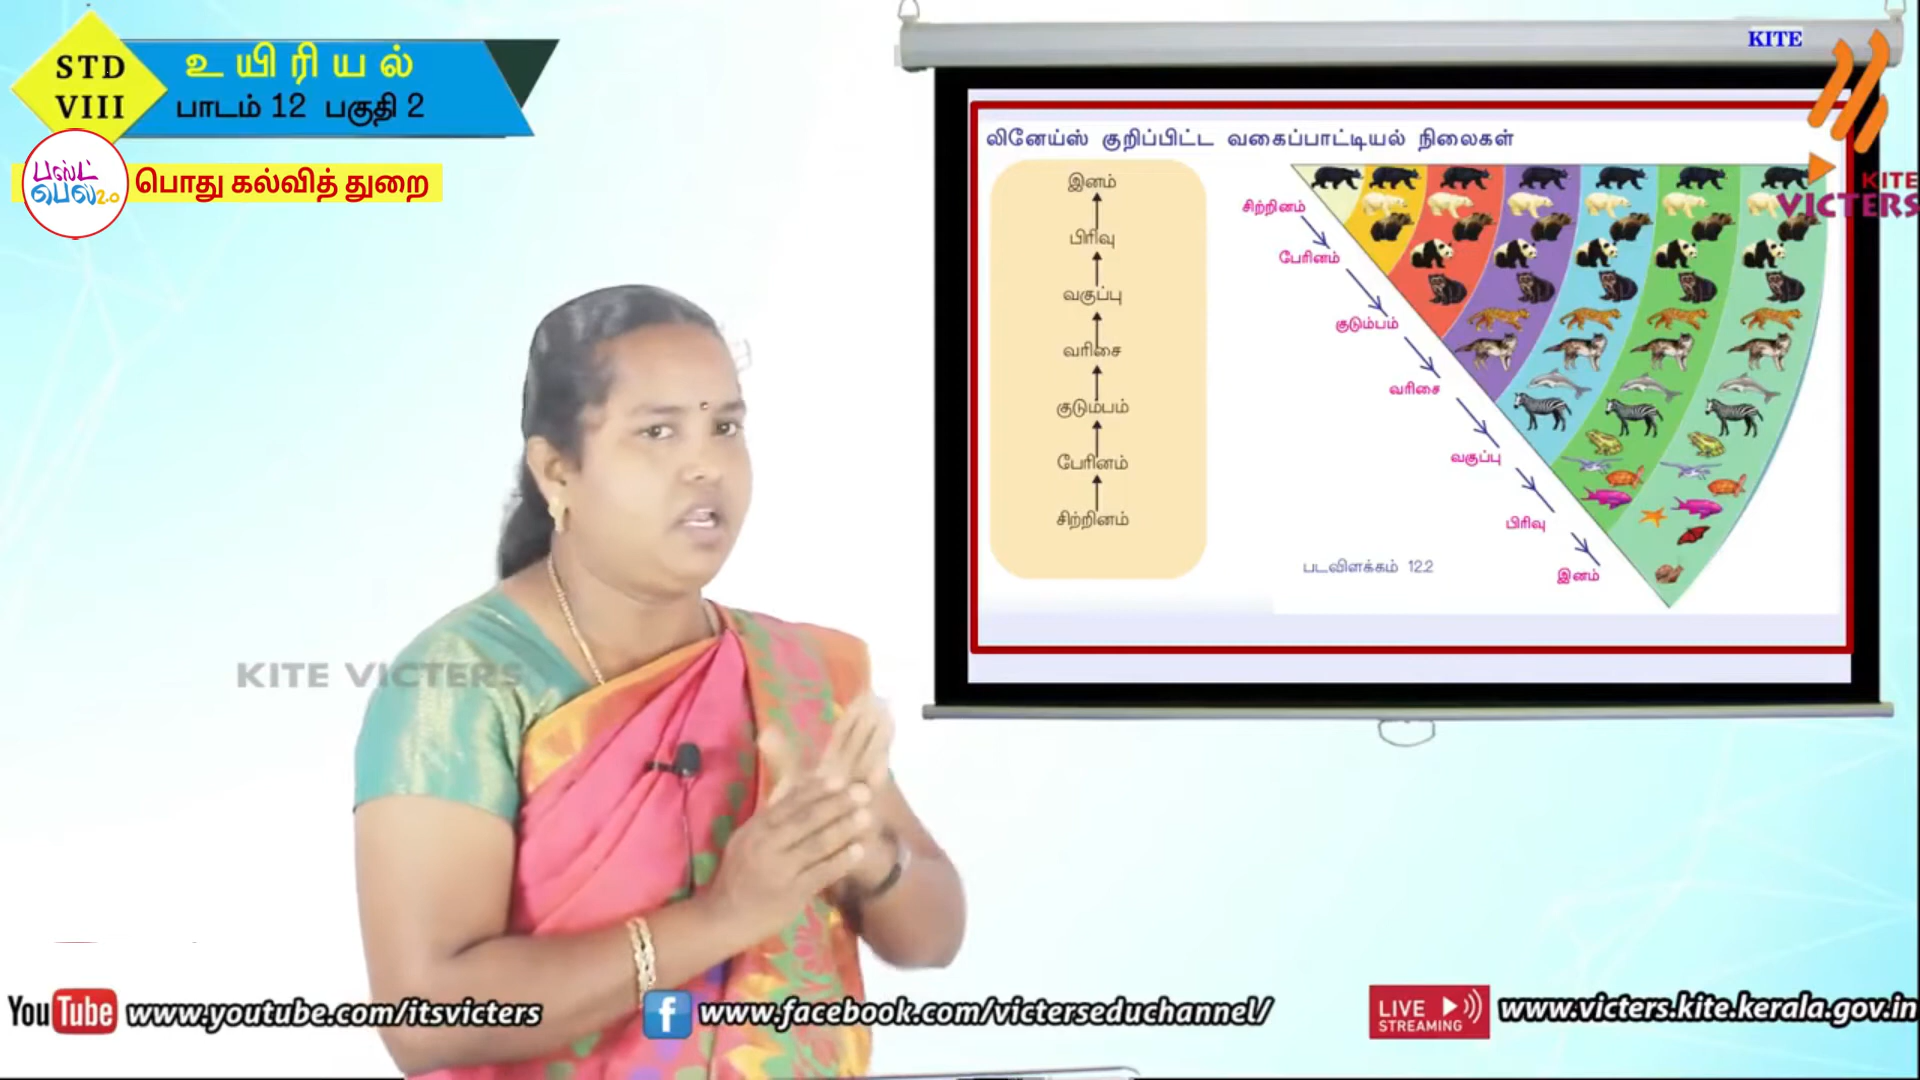 STD
VIII
உயிரியல்
பாடம் 12 பகுதி 2
பஸ்ட்
பெல் 2.0
பொது கல்வித் துறை
KITE
KITE
VICTERS
லினேய்ஸ் குறிப்பிட்ட வகைப்பாட்டியல் நிலைகள்
இனம்
பிரிவு
வகுப்பு
வரிசை
குடும்பம்
பேரினம்
சிற்றினம்
சிற்றினம்
பேரினம்
குடும்பம்
வரிசை
வகுப்பு
பிரிவு
இனம்
படவிளக்கம் 12.2
KITE VICTERS
YouTube www.youtube.com/itsvicters
f www.facebook.com/victerseduchannel/
LIVE
STREAMING
www.victers.kite.kerala.gov.in